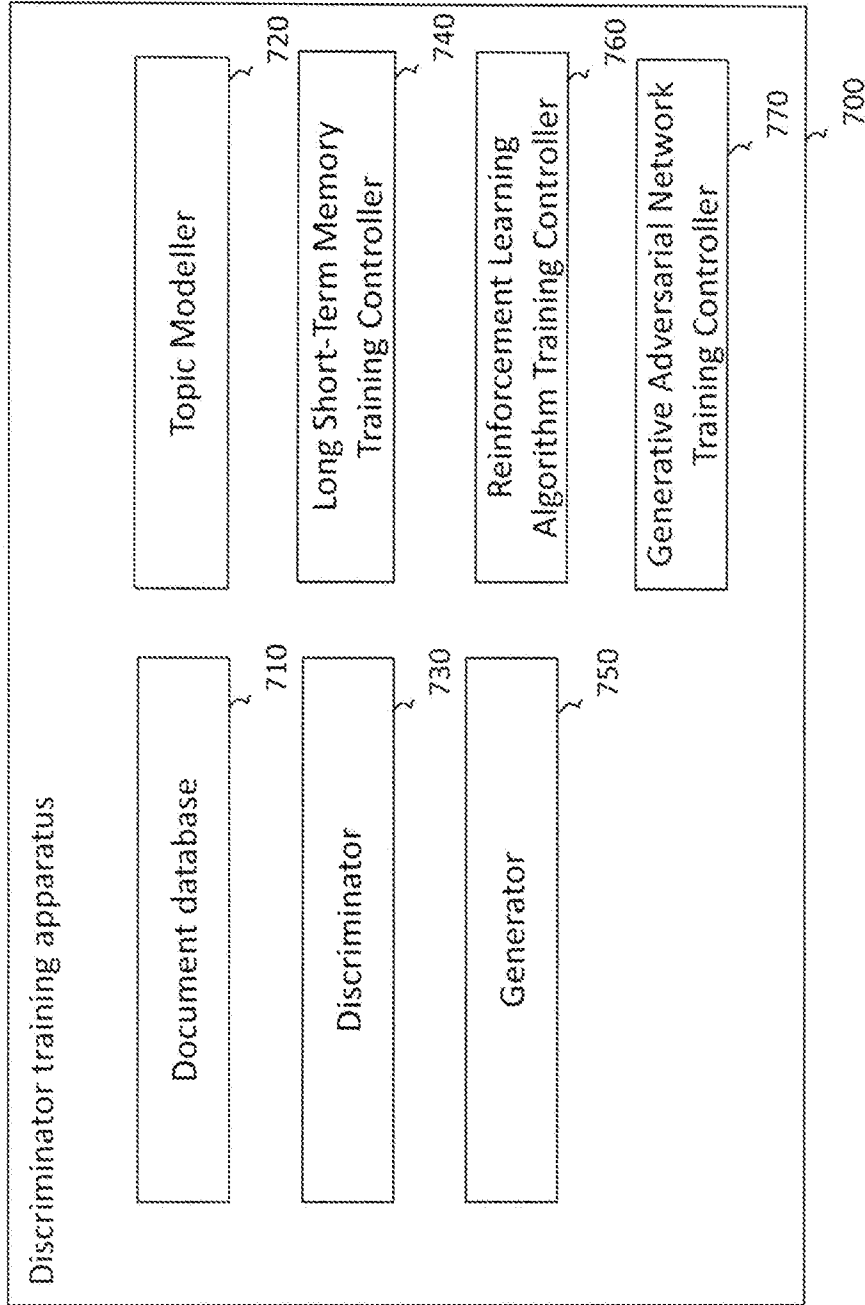 Discriminator training apparatus
Document database
710
Topic Modeller
720
Discriminator
730
Long Short-Term Memory
Training Controller
740
Generator
750
Reinforcement Learning
Algorithm Training Controller
760
Generative Adversarial Network
Training Controller
770
700